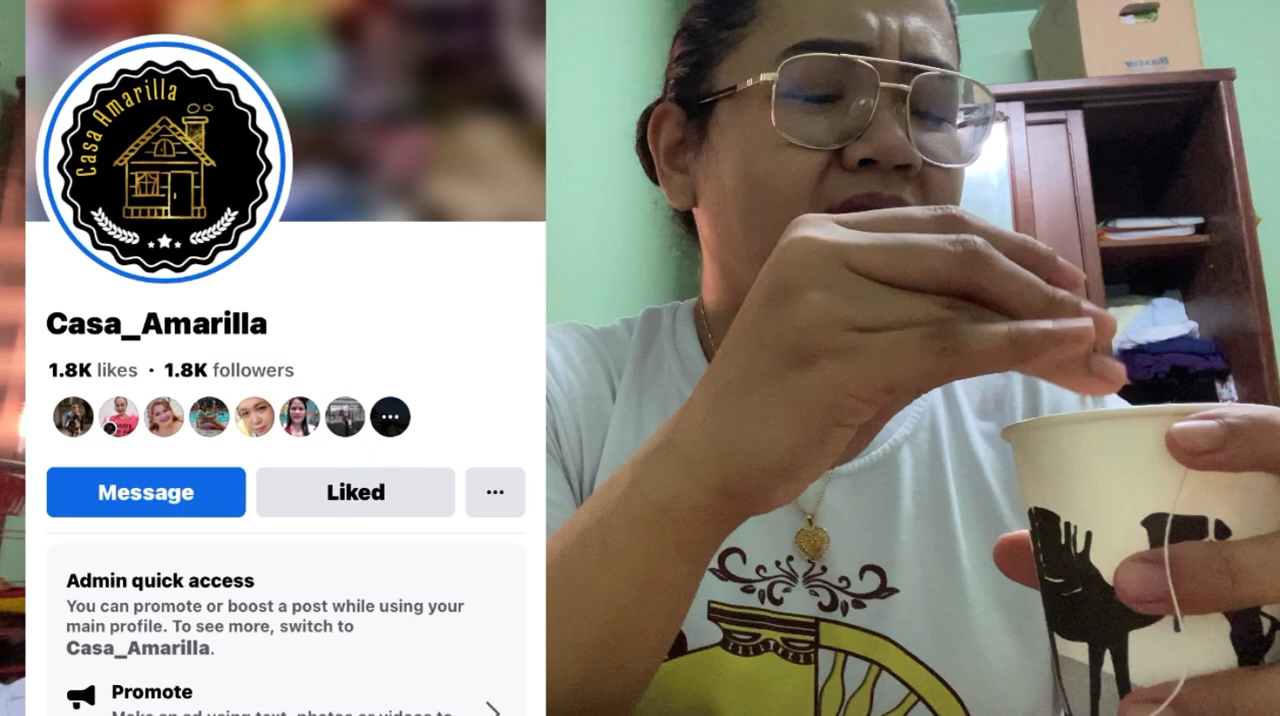 Casa Amarilla
Casa_Amarilla
1.8K likes · 1.8K followers
...
Message
Liked
...
Admin quick access
You can promote or boost a post while using your
main profile. To see more, switch to
Casa_Amarilla.
Promote